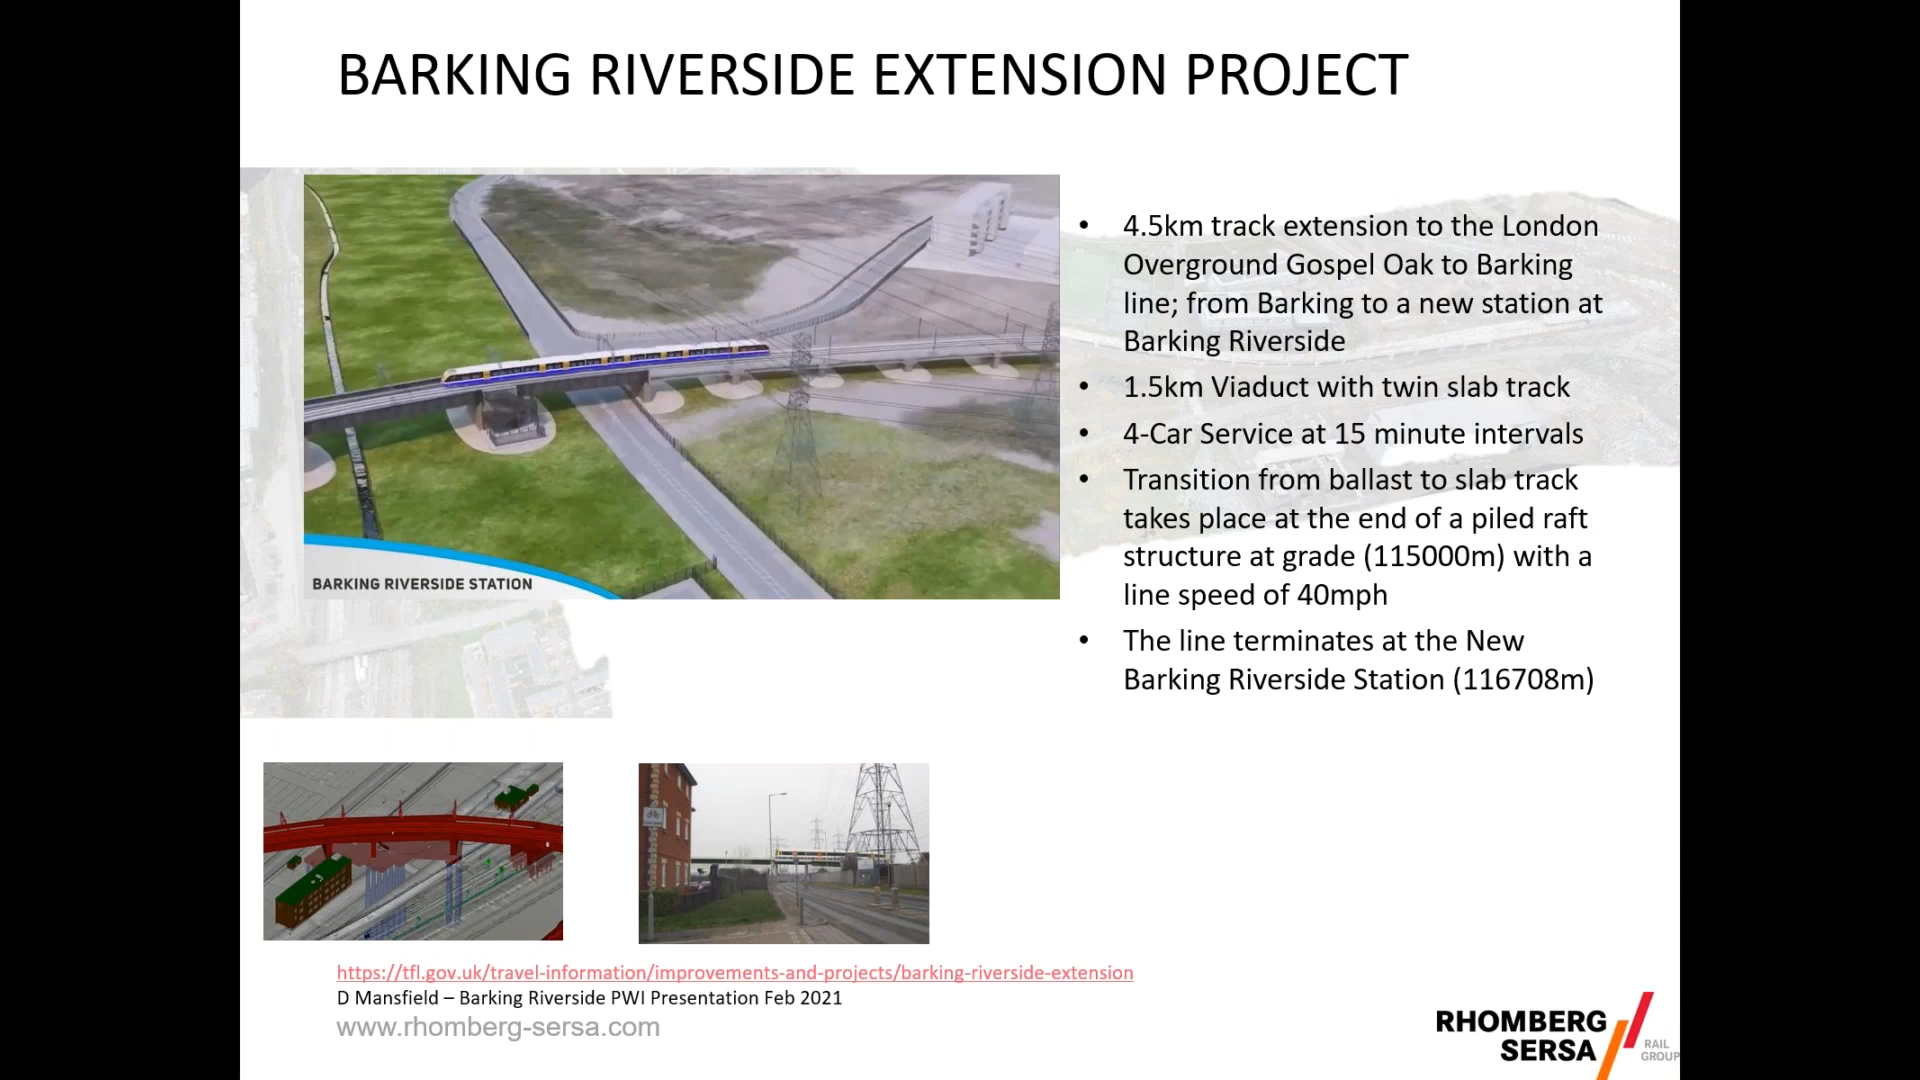 BARKING RIVERSIDE EXTENSION PROJECT
• 4.5km track extension to the London
Overground Gospel Oak to Barking
line; from Barking to a new station at
Barking Riverside
• 1.5km Viaduct with twin slab track
• 4-Car Service at 15 minute intervals
• Transition from ballast to slab track
takes place at the end of a piled raft
structure at grade (115000m) with a
line speed of 40mph
• The line terminates at the New
Barking Riverside Station (116708m)
BARKING RIVERSIDE STATION
https://tfl.gov.uk/travel-information/improvements-and-projects/barking-riverside-extension
D Mansfield – Barking Riverside PWI Presentation Feb 2021
www.rhomberg-sersa.com
RHOMBERG
SERSA
RAIL
GROUP